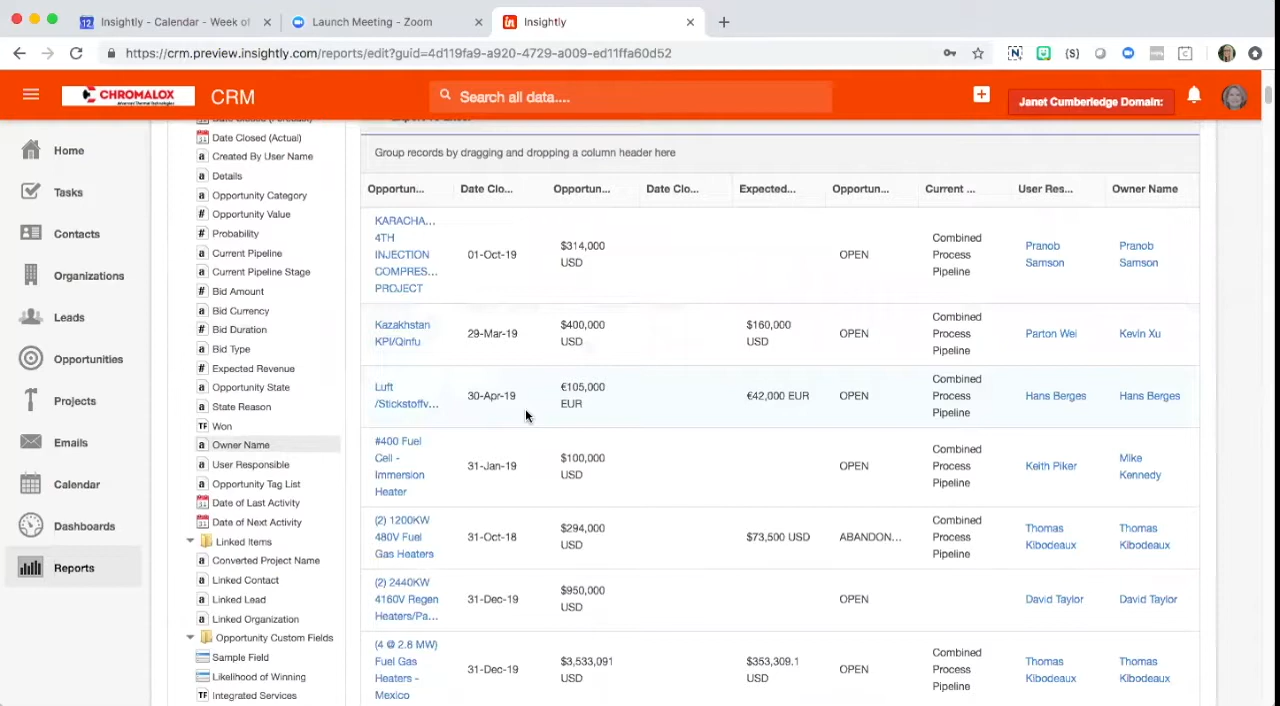 Insightly - Calendar - Week of
Launch Meeting - Zoom
Insightly
https://crm.preview.insightly.com/reports/edit?guid=4d119fa9-a920-4729-a009-ed11ffa60d52
CHROMALOX
Advanced Thermal Technologies
CRM
Search all data....
Janet Cumberledge Domain:
Home
Tasks
Contacts
Organizations
Leads
Opportunities
Projects
Emails
Calendar
Dashboards
Reports
Date Closed (Actual)
Created By User Name
Details
Opportunity Category
Opportunity Value
Probability
Current Pipeline
Current Pipeline Stage
Bid Amount
Bid Currency
Bid Duration
Bid Type
Expected Revenue
Opportunity State
State Reason
Won
Owner Name
User Responsible
Opportunity Tag List
Date of Last Activity
Date of Next Activity
Linked Items
Converted Project Name
Linked Contact
Linked Lead
Linked Organization
Opportunity Custom Fields
Sample Field
Likelihood of Winning
Integrated Services
Group records by dragging and dropping a column header here
Opportun... Date Clo... Opportun... Date Clo... Expected... Opportun... Current ... User Res... Owner Name
KARACHA...
4TH
INJECTION
COMPRES...
PROJECT
01-Oct-19
$314,000
USD
OPEN
Combined
Process
Pipeline
Pranob
Samson
Pranob
Samson
Kazakhstan
KPI/Qinfu
29-Mar-19
$400,000
USD
$160,000
USD
OPEN
Combined
Process
Pipeline
Parton Wei
Kevin Xu
Luft
/Stickstoffv...
30-Apr-19
€105,000
EUR
€42,000 EUR
OPEN
Combined
Process
Pipeline
Hans Berges
Hans Berges
#400 Fuel
Cell -
Immersion
Heater
31-Jan-19
$100,000
USD
OPEN
Combined
Process
Pipeline
Keith Piker
Mike
Kennedy
(2) 1200KW
480V Fuel
Gas Heaters
31-Oct-18
$294,000
USD
$73,500 USD
ABANDON...
Combined
Process
Pipeline
Thomas
Kibodeaux
Thomas
Kibodeaux
(2) 2440KW
4160V Regen
Heaters/Pa...
31-Dec-19
$950,000
USD
OPEN
David Taylor
David Taylor
(4 @ 2.8 MW)
Fuel Gas
Heaters -
Mexico
31-Dec-19
$3,533,091
USD
$353,309.1
USD
OPEN
Combined
Process
Pipeline
Thomas
Kibodeaux
Thomas
Kibodeaux